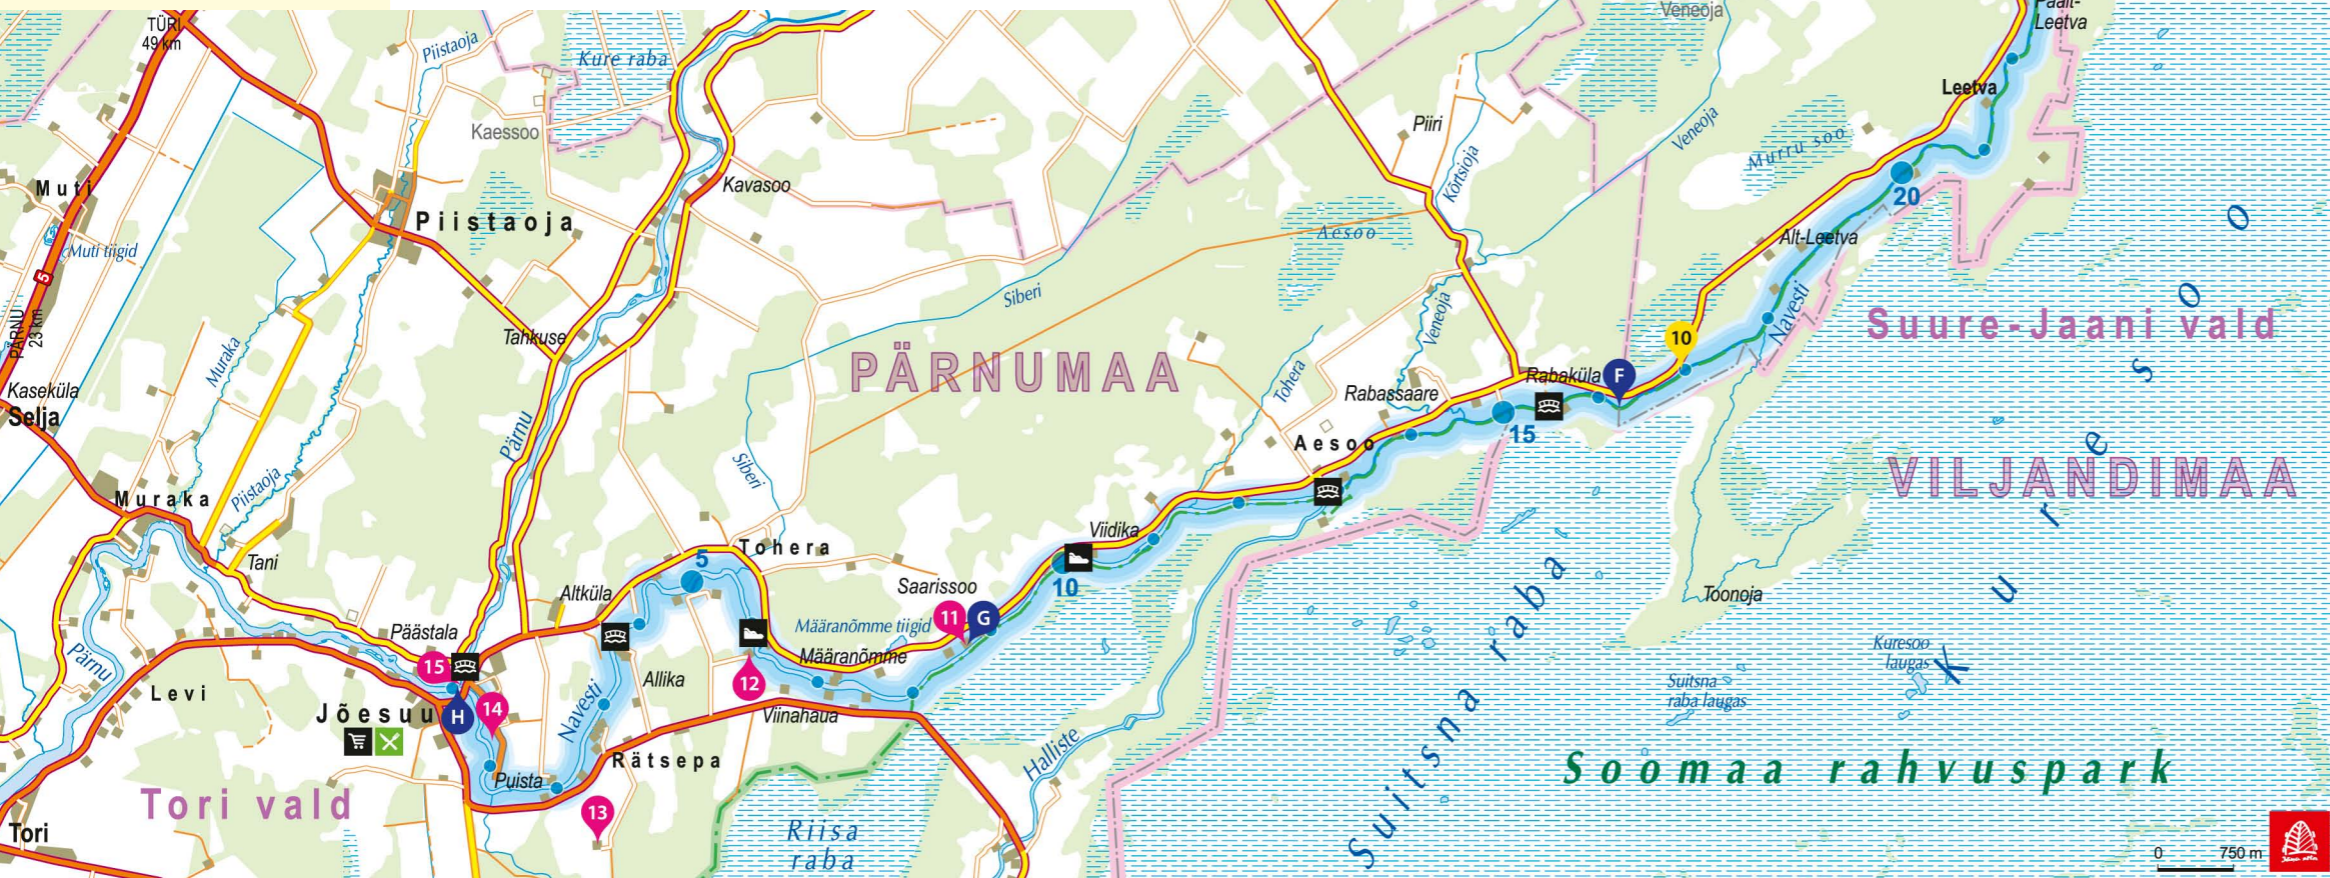 TÜRI
49 km
Piistaoja
Kure raba
Veneoja
Paalt-
Leetva
Leetva
Kaessoo
Piiri
Veneoja
Murru soo
Kõrtsioja
Muti
Kavasoo
20
Piistaoja
Aesoo
Alt-Leetva
Muti tiigid
5
Siberi
Veneoja
Navesti
PÄRNU
23 km
Tahkuse
Suure-Jaani vald
10
Muraka
PÄRNUMAA
Tohera
Rabaküla
F
Kaseküla
Selja
Rabassaare
Pärnu
15
Aesoo
Siberi
VILJANDIMAA
Muraka
Piistaoja
Viidika
Tohera
5
Tani
10
Altküla
Saarissoo
Toonoja
11
G
Määranõmme tiigid
Päästala
Määranõmme
Kuresoo
laugas
Kuresoo
Pärnu
15
Allika
12
Suitsna
raba laugas
Levi
Navesti
Viinahaua
Jõesuu
H
14
Halliste
Suitsna raba
Rätsepa
Puista
Soomaa rahvuspark
Tori vald
13
Riisa
raba
Tori
0 750 m